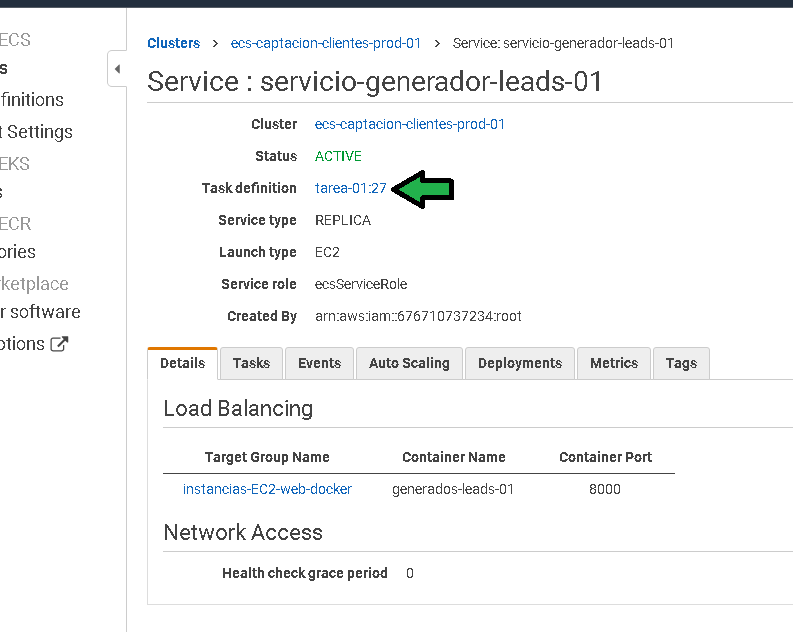 ECS
s
finitions
t Settings
EKS
s
ECR
ories
rketplace
r software
ptions
Clusters > ecs-captacion-clientes-prod-01 > Service: servicio-generador-leads-01
Service : servicio-generador-leads-01
Cluster ecs-captacion-clientes-prod-01
Status ACTIVE
Task definition tarea-01:27
Service type REPLICA
Launch type EC2
Service role ecsServiceRole
Created By arn:aws:iam::676710737234:root
Details Tasks Events Auto Scaling Deployments Metrics Tags
Load Balancing
Target Group Name Container Name Container Port
instancias-EC2-web-docker generados-leads-01 8000
Network Access
Health check grace period 0